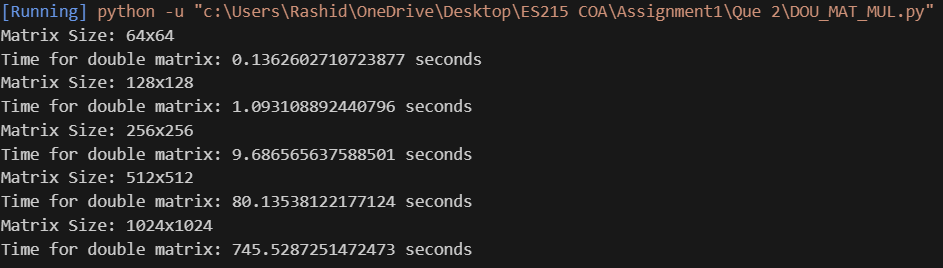 [Running] python -u "c:\Users\Rashid\OneDrive\Desktop\ES215 COA\Assignment1\Que 2\DOU_MAT_MUL.py"
Matrix Size: 64x64
Time for double matrix: 0.1362602710723877 seconds
Matrix Size: 128x128
Time for double matrix: 1.093108892440796 seconds
Matrix Size: 256x256
Time for double matrix: 9.686565637588501 seconds
Matrix Size: 512x512
Time for double matrix: 80.13538122177124 seconds
Matrix Size: 1024x1024
Time for double matrix: 745.5287251472473 seconds